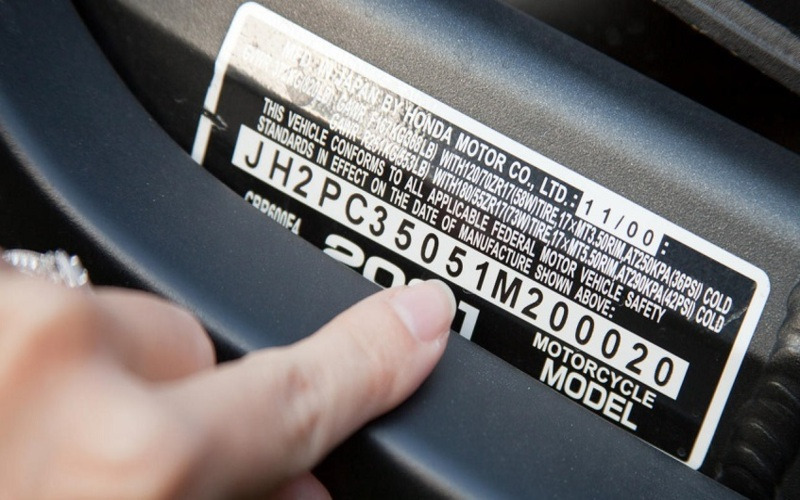 MFD. IN JAPAN BY HONDA MOTOR CO., LTD.: 11/00 :
WITH120/70ZR17(58W)TIRE,17×MT3.50RIM,AT250KPA(36PSI) COLD
WITH180/55ZR17(73W)TIRE,17×MT5.50RIM,AT290KPA(42PSI) COLD
THIS VEHICLE CONFORMS TO ALL APPLICABLE FEDERAL MOTOR VEHICLE SAFETY
STANDARDS IN EFFECT ON THE DATE OF MANUFACTURE SHOWN ABOVE:
JH2PC35051M200020
CBR600F4 MOTORCYCLE
2001 MODEL